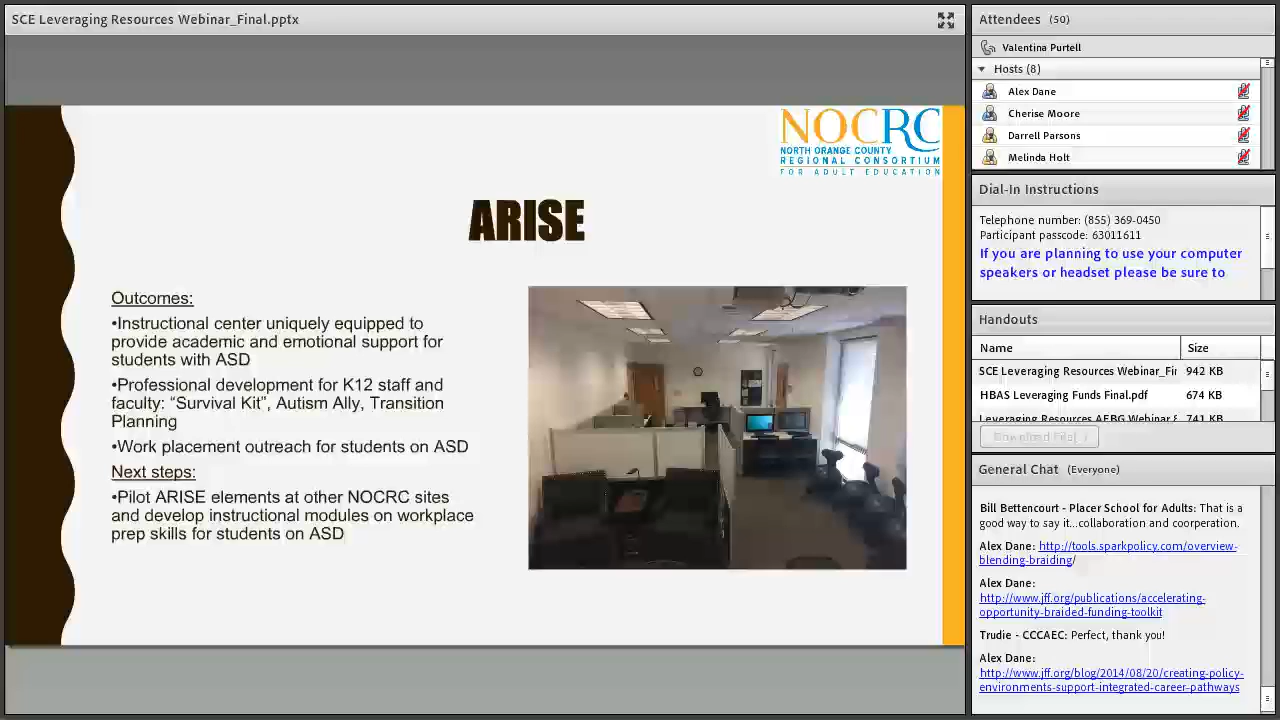 SCE Leveraging Resources Webinar_Final.pptx
NOCRC
NORTH ORANGE COUNTY
REGIONAL CONSORTIUM
FOR ADULT EDUCATION
ARISE
Outcomes:
•Instructional center uniquely equipped to
provide academic and emotional support for
students with ASD
•Professional development for K12 staff and
faculty: “Survival Kit”, Autism Ally, Transition
Planning
•Work placement outreach for students on ASD
Next steps:
•Pilot ARISE elements at other NOCRC sites
and develop instructional modules on workplace
prep skills for students on ASD
Attendees (50)
Valentina Purtell
Hosts (8)
Alex Dane
Cherise Moore
Darrell Parsons
Melinda Holt
Dial-In Instructions
Telephone number: (855) 369-0450
Participant passcode: 63011611
If you are planning to use your computer
speakers or headset please be sure to
Handouts
Name Size
SCE Leveraging Resources Webinar_Fir 942 KB
HBAS Leveraging Funds Final.pdf 674 KB
Leveraging Resources AEBG Webinar 741 KB
Download File(
General Chat (Everyone)
Bill Bettencourt - Placer School for Adults: That is a
good way to say it...collaboration and coorperation.
Alex Dane: http://tools.sparkpolicy.com/overview-
blending-braiding/
Alex Dane:
http://www.jff.org/publications/accelerating-
opportunity-braided-funding-toolkit
Trudie - CCCAEC: Perfect, thank you!
Alex Dane:
http://www.jff.org/blog/2014/08/20/creating-policy-
environments-support-integrated-career-pathways